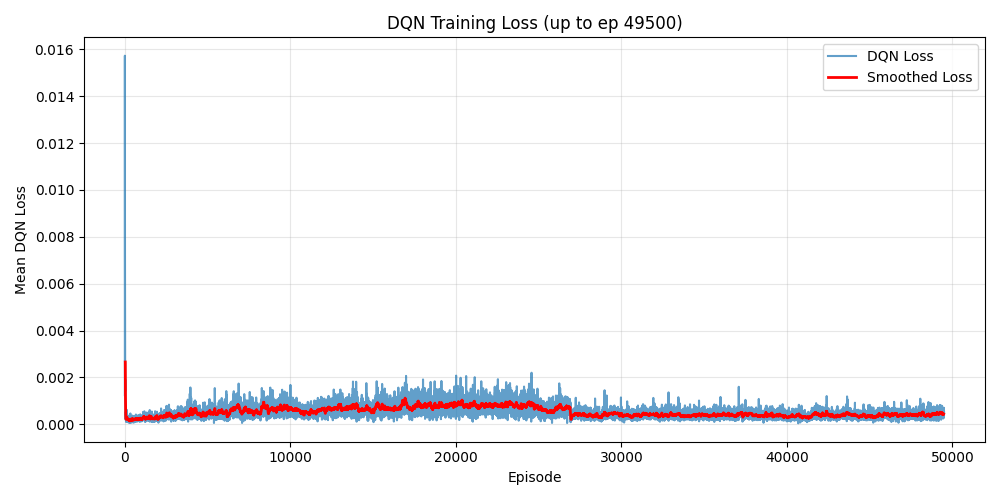 DQN Training Loss (up to ep 49500)
DQN Loss
Smoothed Loss
Mean DQN Loss
0.016
0.014
0.012
0.010
0.008
0.006
0.004
0.002
0.000
0 10000 20000 30000 40000 50000
Episode